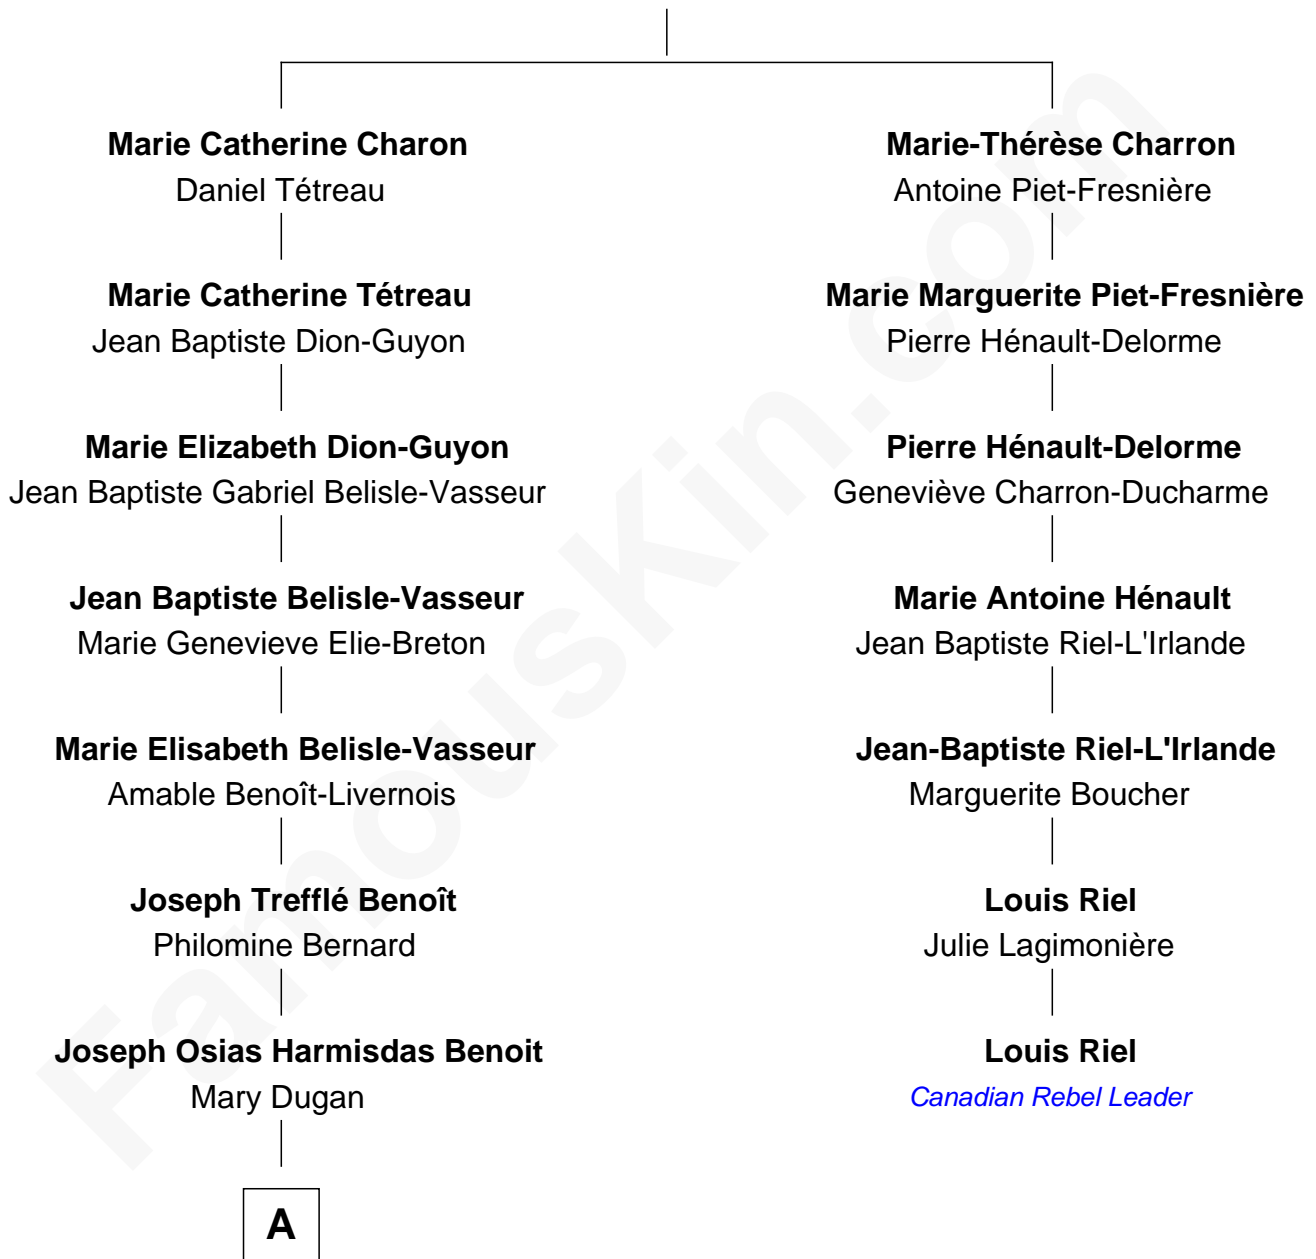 Marie Catherine Charon
Daniel Tétreau
Marie Catherine Tétreau
Jean Baptiste Dion-Guyon
Marie Elizabeth Dion-Guyon
Jean Baptiste Gabriel Belisle-Vasseur
Jean Baptiste Belisle-Vasseur
Marie Genevieve Elie-Breton
Marie Elisabeth Belisle-Vasseur
Amable Benoît-Livernois
Joseph Trefflé Benoît
Philomine Bernard
Joseph Osias Harmisdas Benoit
Mary Dugan
A
Marie-Thérèse Charron
Antoine Piet-Fresnière
Marie Marguerite Piet-Fresnière
Pierre Hénault-Delorme
Pierre Hénault-Delorme
Geneviève Charron-Ducharme
Marie Antoine Hénault
Jean Baptiste Riel-L'Irlande
Jean-Baptiste Riel-L'Irlande
Marguerite Boucher
Louis Riel
Julie Lagimonière
Louis Riel
Canadian Rebel Leader
FamousKin.com